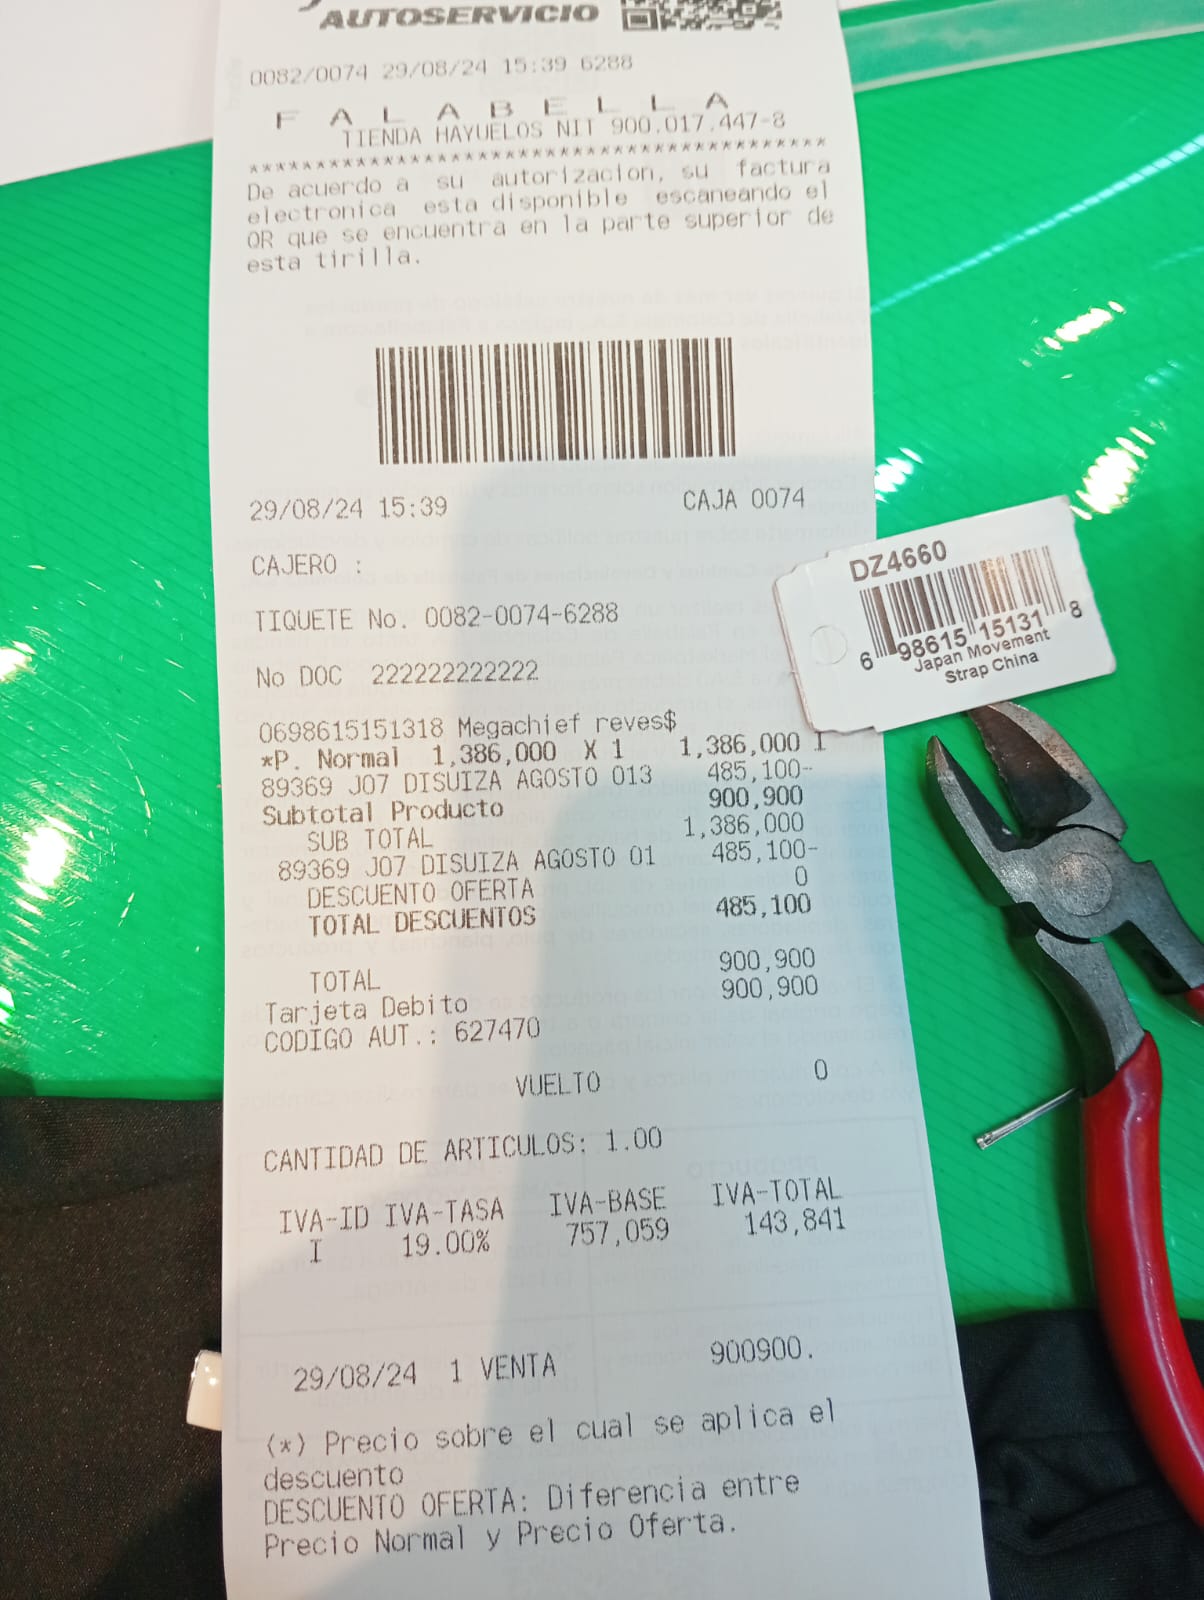 AUTOSERVICIO
0082/0074 29/08/24 15:39 6288
F A L A B E L L A
TIENDA HAYUELOS NIT 900.017.447-8
******************************************
De acuerdo a su autorizacion, su factura
electronica esta disponible escaneando el
QR que se encuentra en la parte superior de
esta tirilla.
29/08/24 15:39 CAJA 0074
CAJERO :
TIQUETE No. 0082-0074-6288
No DOC 222222222222
0698615151318 Megachief reves$
*P. Normal 1,386,000 X 1 1,386,000 I
89369 J07 DISUIZA AGOSTO 013 485,100-
Subtotal Producto 900,900
SUB TOTAL 1,386,000
89369 J07 DISUIZA AGOSTO 01 485,100-
DESCUENTO OFERTA 0
TOTAL DESCUENTOS 485,100
TOTAL 900,900
Tarjeta Debito 900,900
CODIGO AUT.: 627470
VUELTO 0
CANTIDAD DE ARTICULOS: 1.00
IVA-ID IVA-TASA IVA-BASE IVA-TOTAL
I 19.00% 757,059 143,841
29/08/24 1 VENTA 900900.
(*) Precio sobre el cual se aplica el
descuento
DESCUENTO OFERTA: Diferencia entre
Precio Normal y Precio Oferta.
DZ4660
6 98615 15131 8
Japan Movement
Strap China